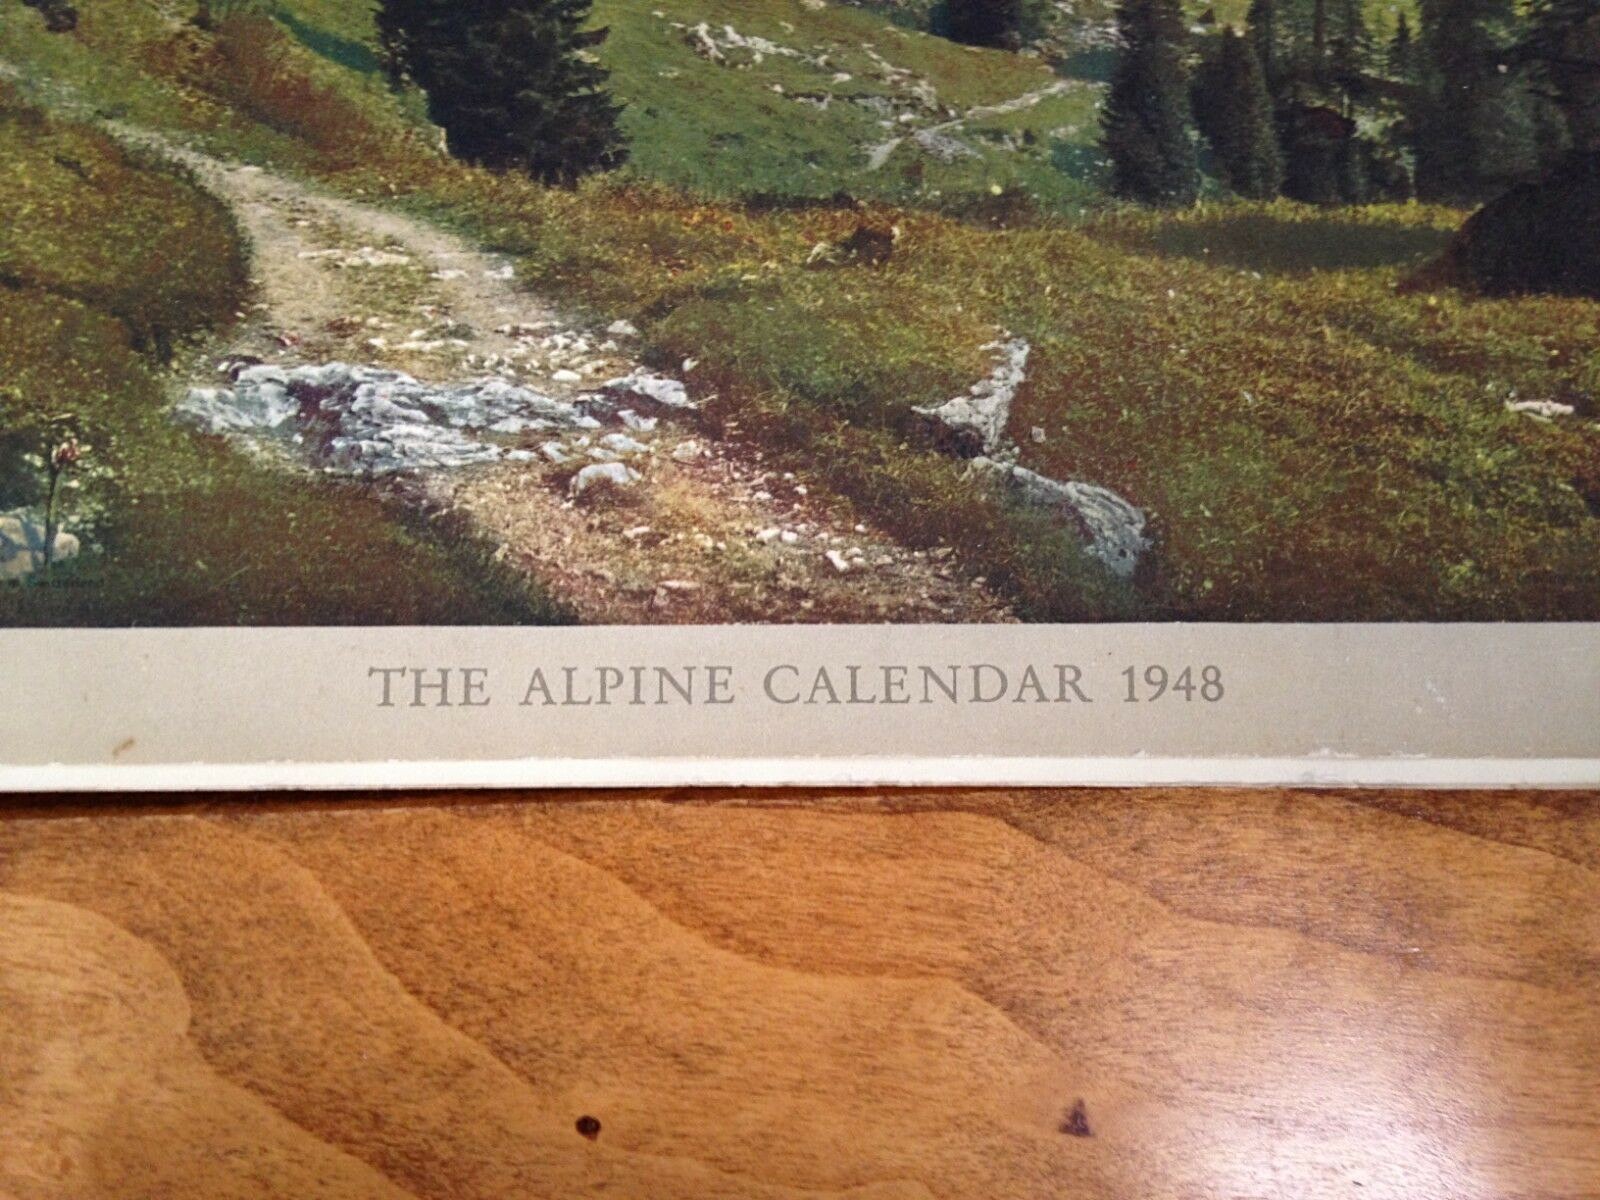 THE ALPINE CALENDAR 1948